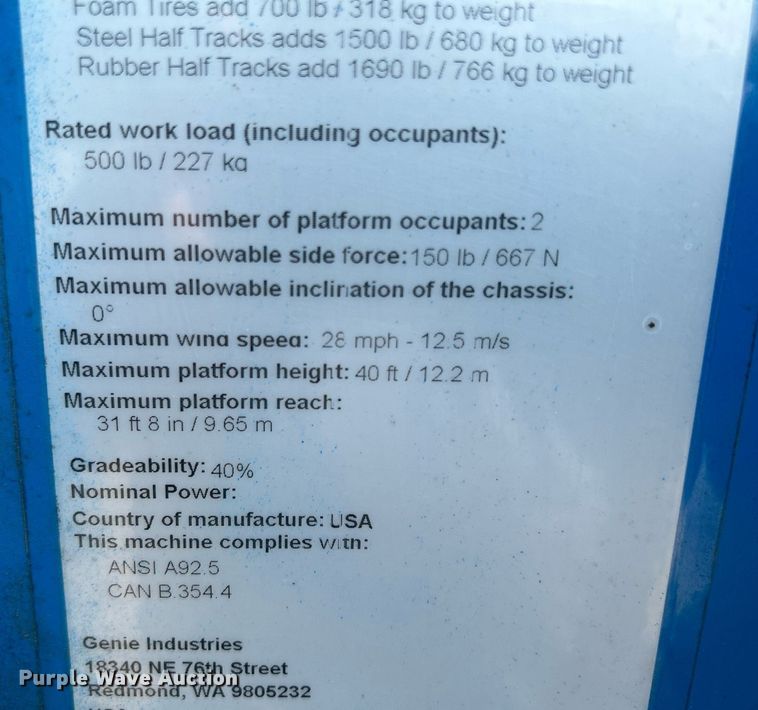 Foam Tires add 700 lb / 318 kg to weight
Steel Half Tracks adds 1500 lb / 680 kg to weight
Rubber Half Tracks add 1690 lb / 766 kg to weight
Rated work load (including occupants):
500 lb / 227 kg
Maximum number of platform occupants: 2
Maximum allowable side force: 150 lb / 667 N
Maximum allowable inclination of the chassis:
0°
Maximum wind speed: 28 mph - 12.5 m/s
Maximum platform height: 40 ft / 12.2 m
Maximum platform reach:
31 ft 8 in / 9.65 m
Gradeability: 40%
Nominal Power:
Country of manufacture: USA
This machine complies with:
ANSI A92.5
CAN B.354.4
Genie Industries
18340 NE 76th Street
Purple Wave Auction
Redmond, WA 9805232
USA